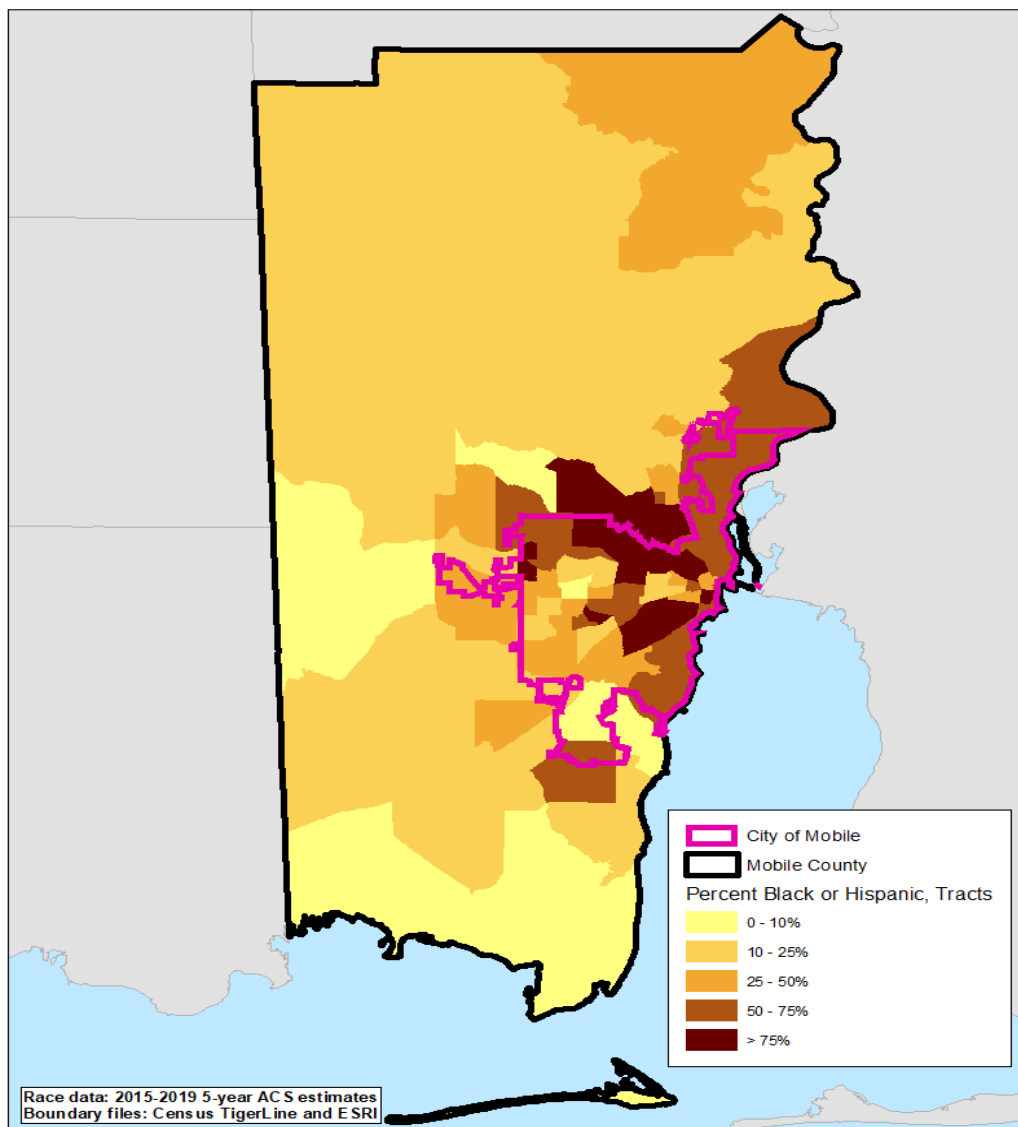 City of Mobile
Mobile County
Percent Black or Hispanic, Tracts
0 - 10%
10 - 25%
25 - 50%
50 - 75%
> 75%
Race data: 2015-2019 5-year ACS estimates
Boundary files: Census TigerLine and ESRI